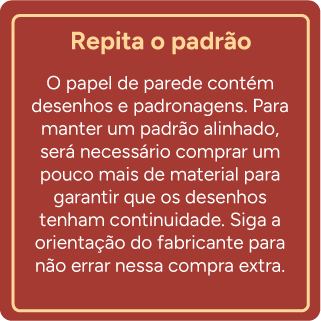 Repita o padrão
O papel de parede contém
desenhos e padronagens. Para
manter um padrão alinhado,
será necessário comprar um
pouco mais de material para
garantir que os desenhos
tenham continuidade. Siga a
orientação do fabricante para
não errar nessa compra extra.